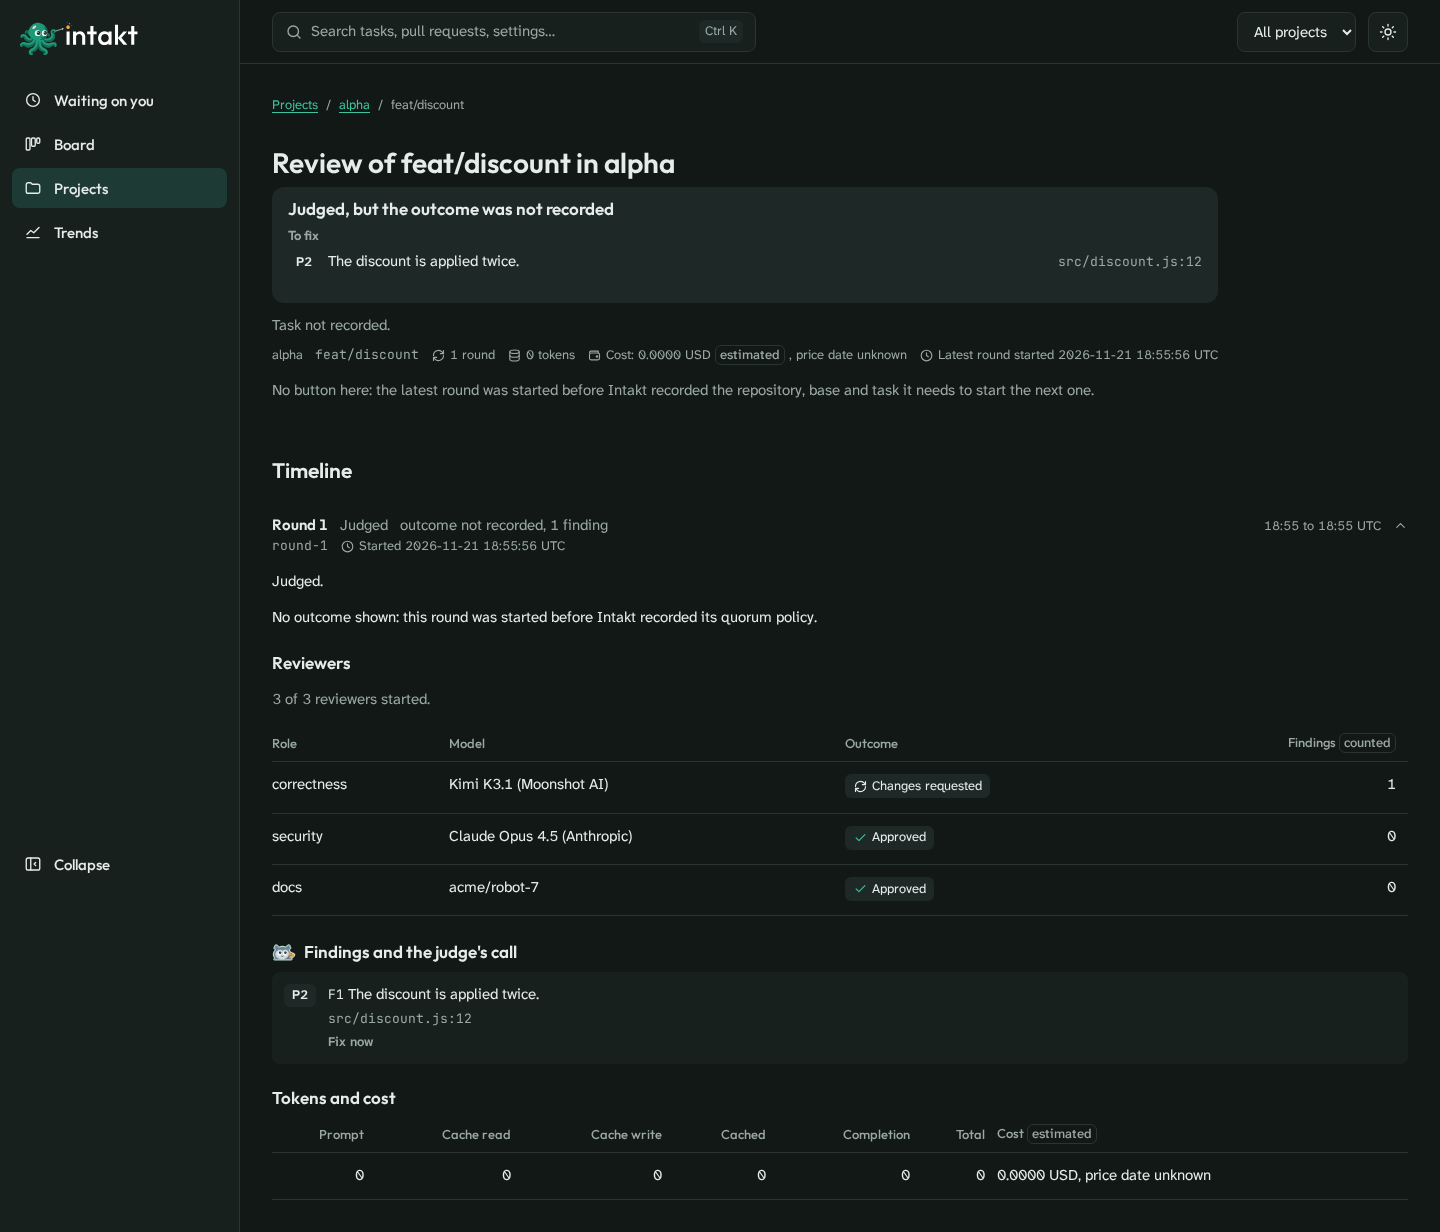 intakt
Search tasks, pull requests, settings...
Ctrl K
All projects
Waiting on you
Board
Projects
Trends
Collapse
Projects / alpha / feat/discount
Review of feat/discount in alpha
Judged, but the outcome was not recorded
To fix
P2 The discount is applied twice. src/discount.js:12
Task not recorded.
alpha feat/discount 1 round 0 tokens Cost: 0.0000 USD estimated , price date unknown Latest round started 2026-11-21 18:55:56 UTC
No button here: the latest round was started before Intakt recorded the repository, base and task it needs to start the next one.
Timeline
Round 1 Judged outcome not recorded, 1 finding 18:55 to 18:55 UTC
round-1 Started 2026-11-21 18:55:56 UTC
Judged.
No outcome shown: this round was started before Intakt recorded its quorum policy.
Reviewers
3 of 3 reviewers started.
Role Model Outcome Findings counted
correctness Kimi K3.1 (Moonshot AI) Changes requested 1
security Claude Opus 4.5 (Anthropic) Approved 0
docs acme/robot-7 Approved 0
Findings and the judge's call
P2 F1 The discount is applied twice.
src/discount.js:12
Fix now
Tokens and cost
Prompt Cache read Cache write Cached Completion Total Cost estimated
0 0 0 0 0 0 0.0000 USD, price date unknown